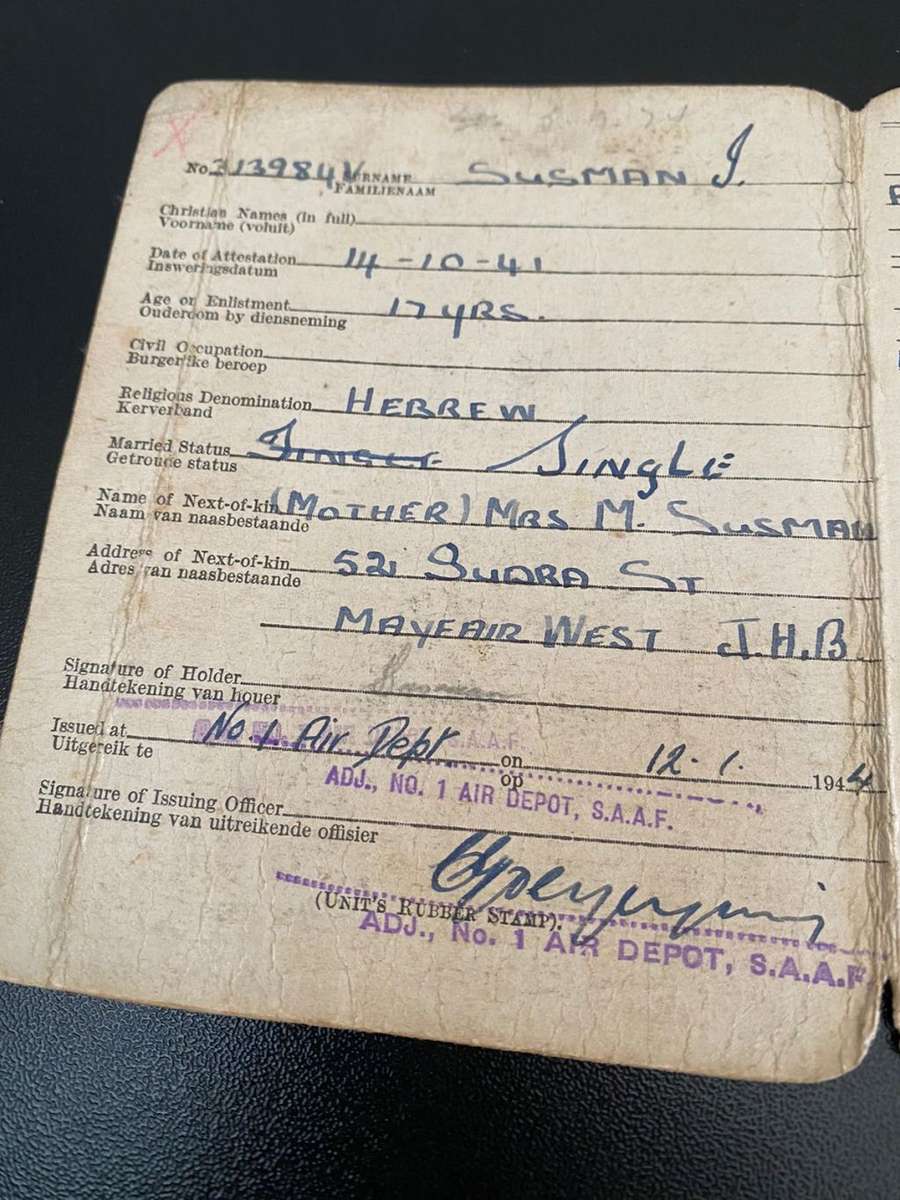 No. 313984V SURNAME SUSMAN J.
FAMILIENAAM
Christian Names (in full)
Voorname (voluit)
Date of Attestation 14-10-41
Insweringsdatum
Age on Enlistment 17 YRS.
Ouderdom by diensneming
Civil Occupation
Burgerlike beroep
Religious Denomination HEBREW
Kerverband
Married Status SINGLE SINGLE
Getroude status
Name of Next-of-kin (MOTHER) MRS M. SUSMAN
Naam van naasbestaande
Address of Next-of-kin 52 ST
Adres van naasbestaande
MAYFAIR WEST J.H.B
Signature of Holder Susman
Handtekening van houer
Issued at No. 1 Air Dept on 12.1. 1944
Uitgereik te op
ADJ., NO. 1 AIR DEPOT, S.A.A.F.
Signature of Issuing Officer
Handtekening van uitreikende offisier
(UNIT'S RUBBER STAMP).
ADJ., No. 1 AIR DEPOT, S.A.A.F.